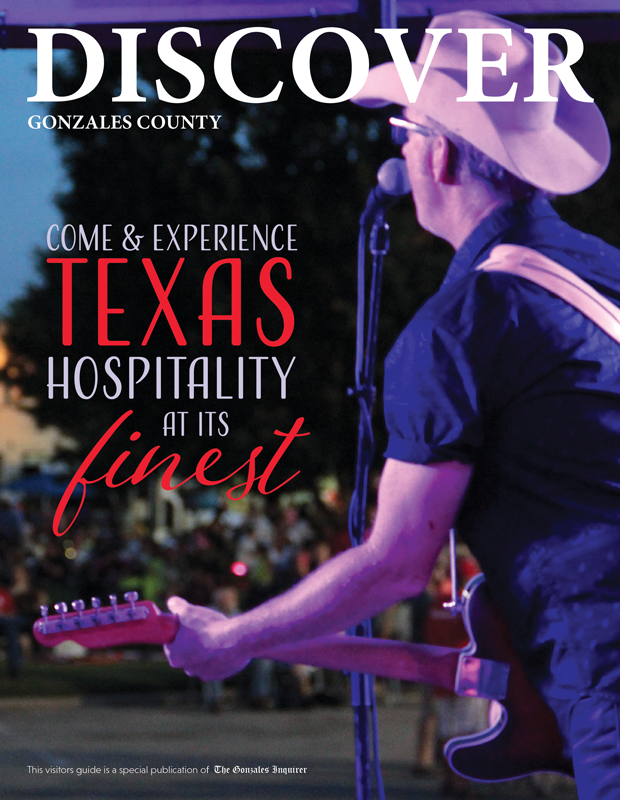 DISCOVER
GONZALES COUNTY
COME & EXPERIENCE
TEXAS
HOSPITALITY
AT ITS
finest
This visitors guide is a special publication of The Gonzales Inquirer